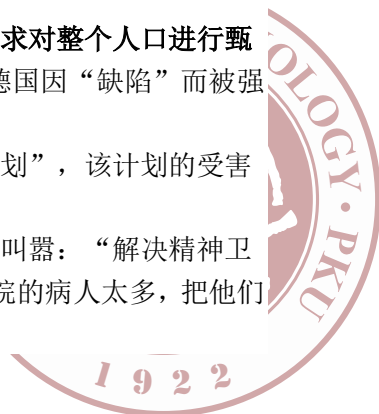 求对整个人口进行甄
德国因“缺陷”而被强
划”，该计划的受害
叫嚣：“解决精神卫
院的病人太多，把他们
OLOGY · PKU
1922